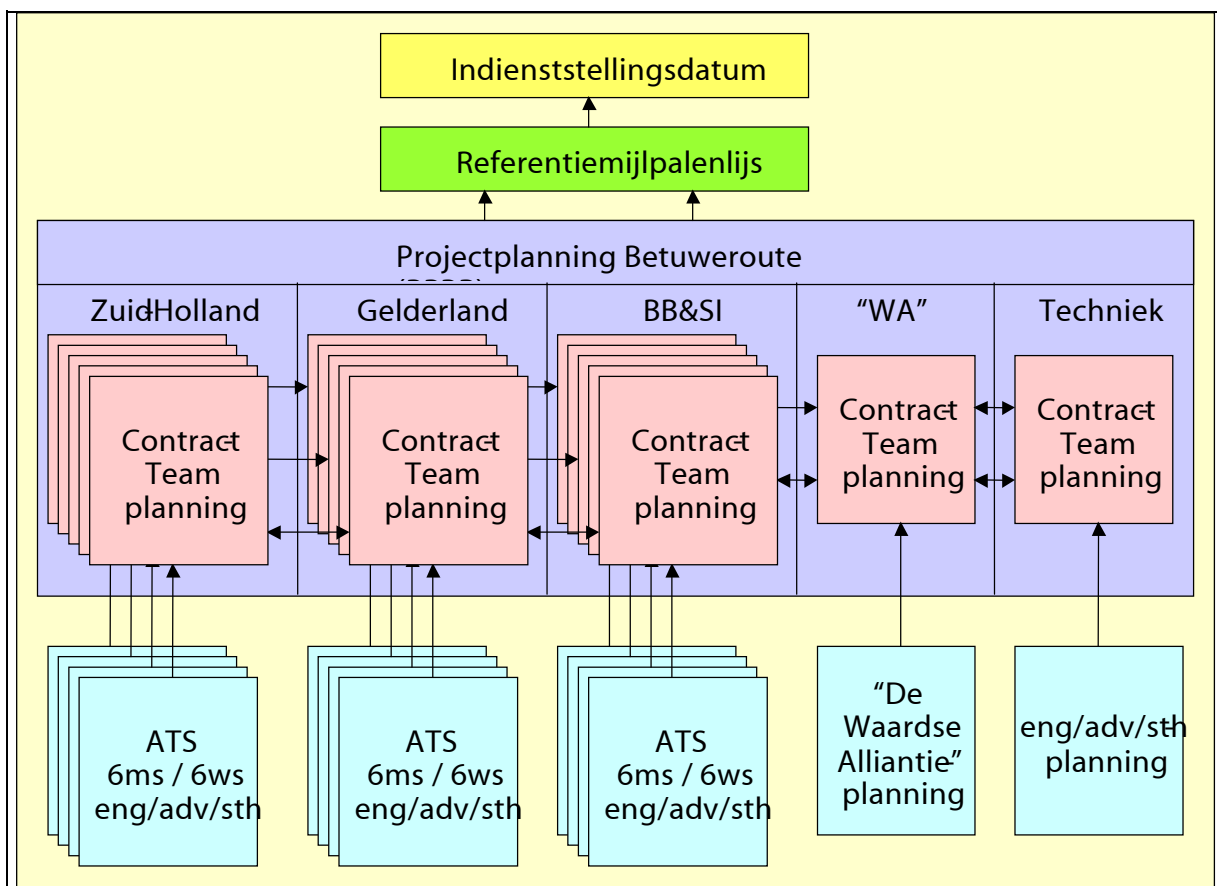 Indienststellingsdatum
Referentiemijlpalenlijs
Projectplanning Betuweroute
Zuid-Holland
Gelderland
BB&SI
“WA”
Techniek
Contract
Team
planning
Contract
Team
planning
Contract
Team
planning
Contract
Team
planning
Contract
Team
planning
ATS
6ms / 6ws
eng/adv/sth
ATS
6ms / 6ws
eng/adv/sth
ATS
6ms / 6ws
eng/adv/sth
“De
Waardse
Alliantie”
planning
eng/adv/sth-
planning